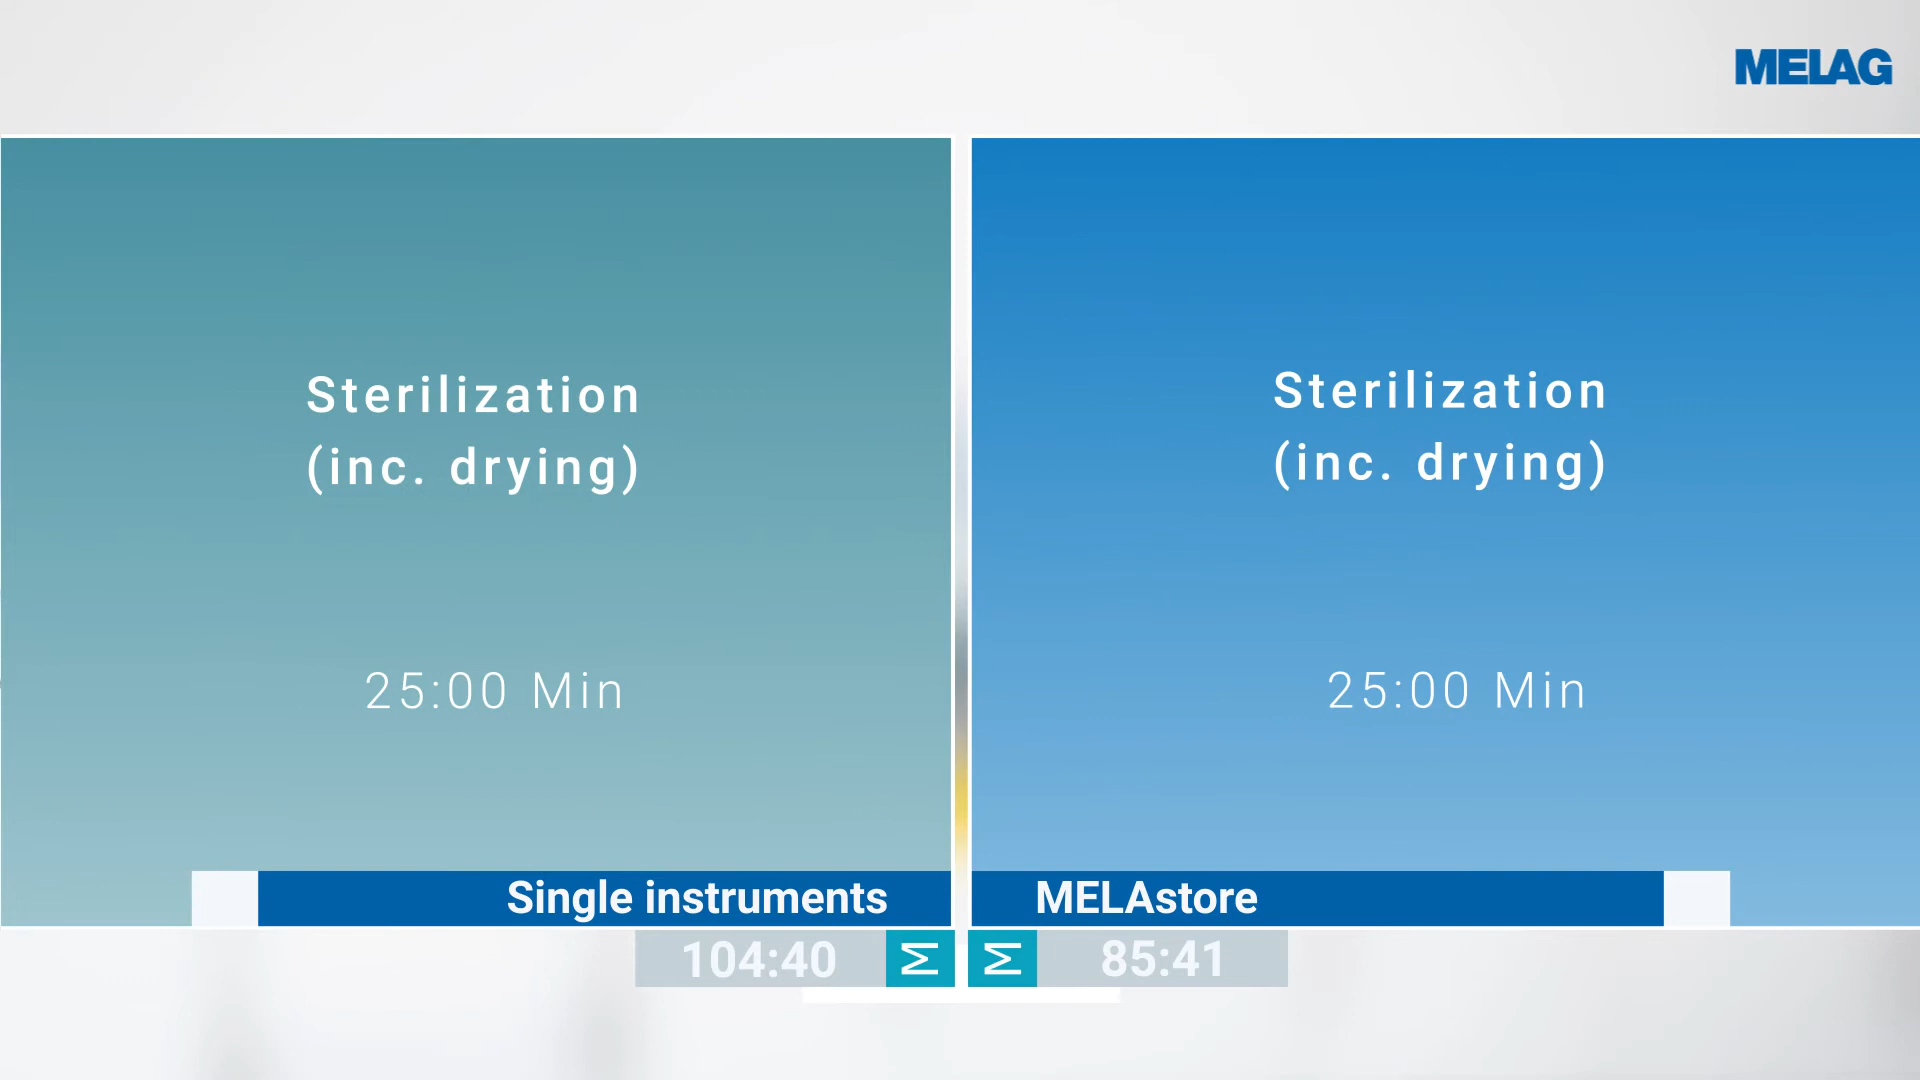 MELAG
Sterilization
(inc. drying)
25:00 Min
Single instruments
104:40
Sterilization
(inc. drying)
25:00 Min
MELAstore
85:41